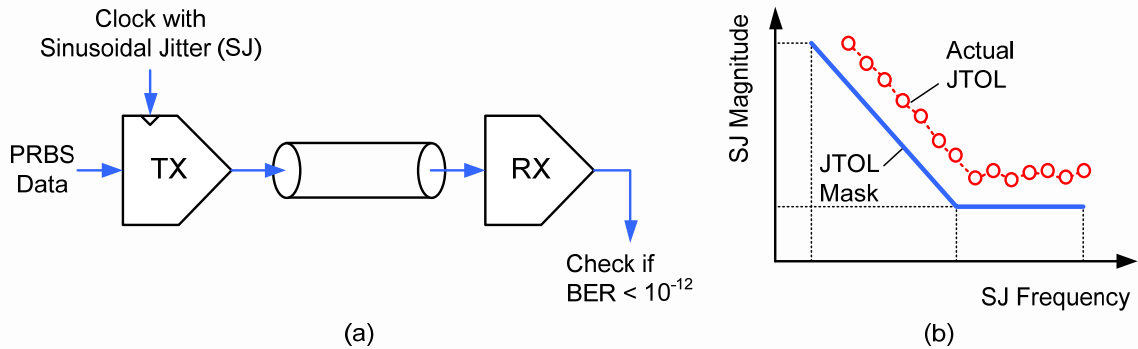 Clock with
Sinusoidal Jitter (SJ)
PRBS
Data
TX
RX
Check if
BER < 10⁻¹²
(a)
SJ Magnitude
Actual
JTOL
JTOL
Mask
SJ Frequency
(b)